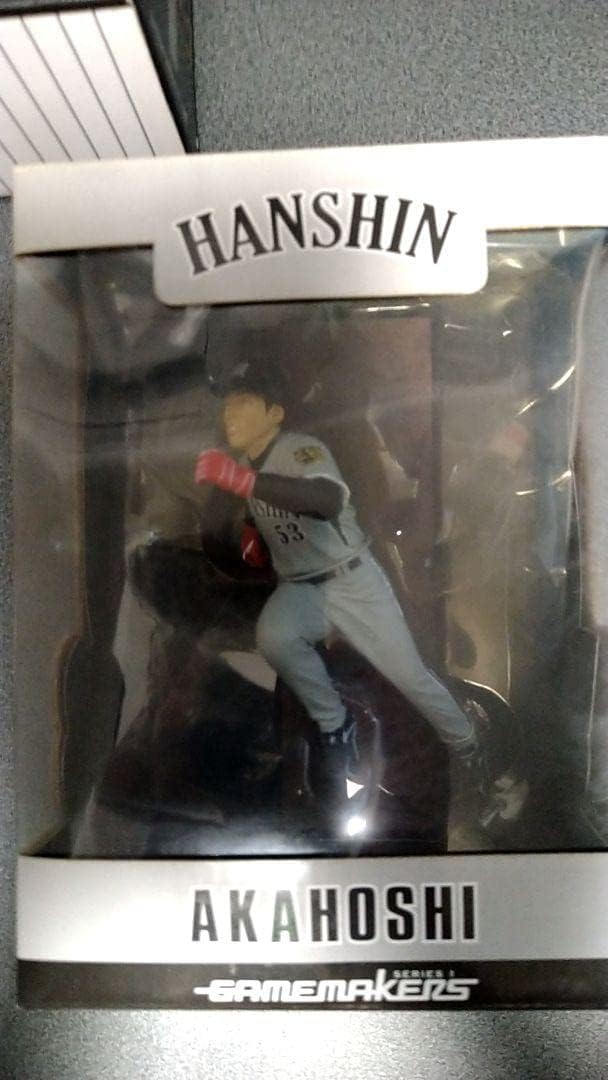 HANSHIN
53
AKAHOSHI
SERIES 1
GAMEMAKERS